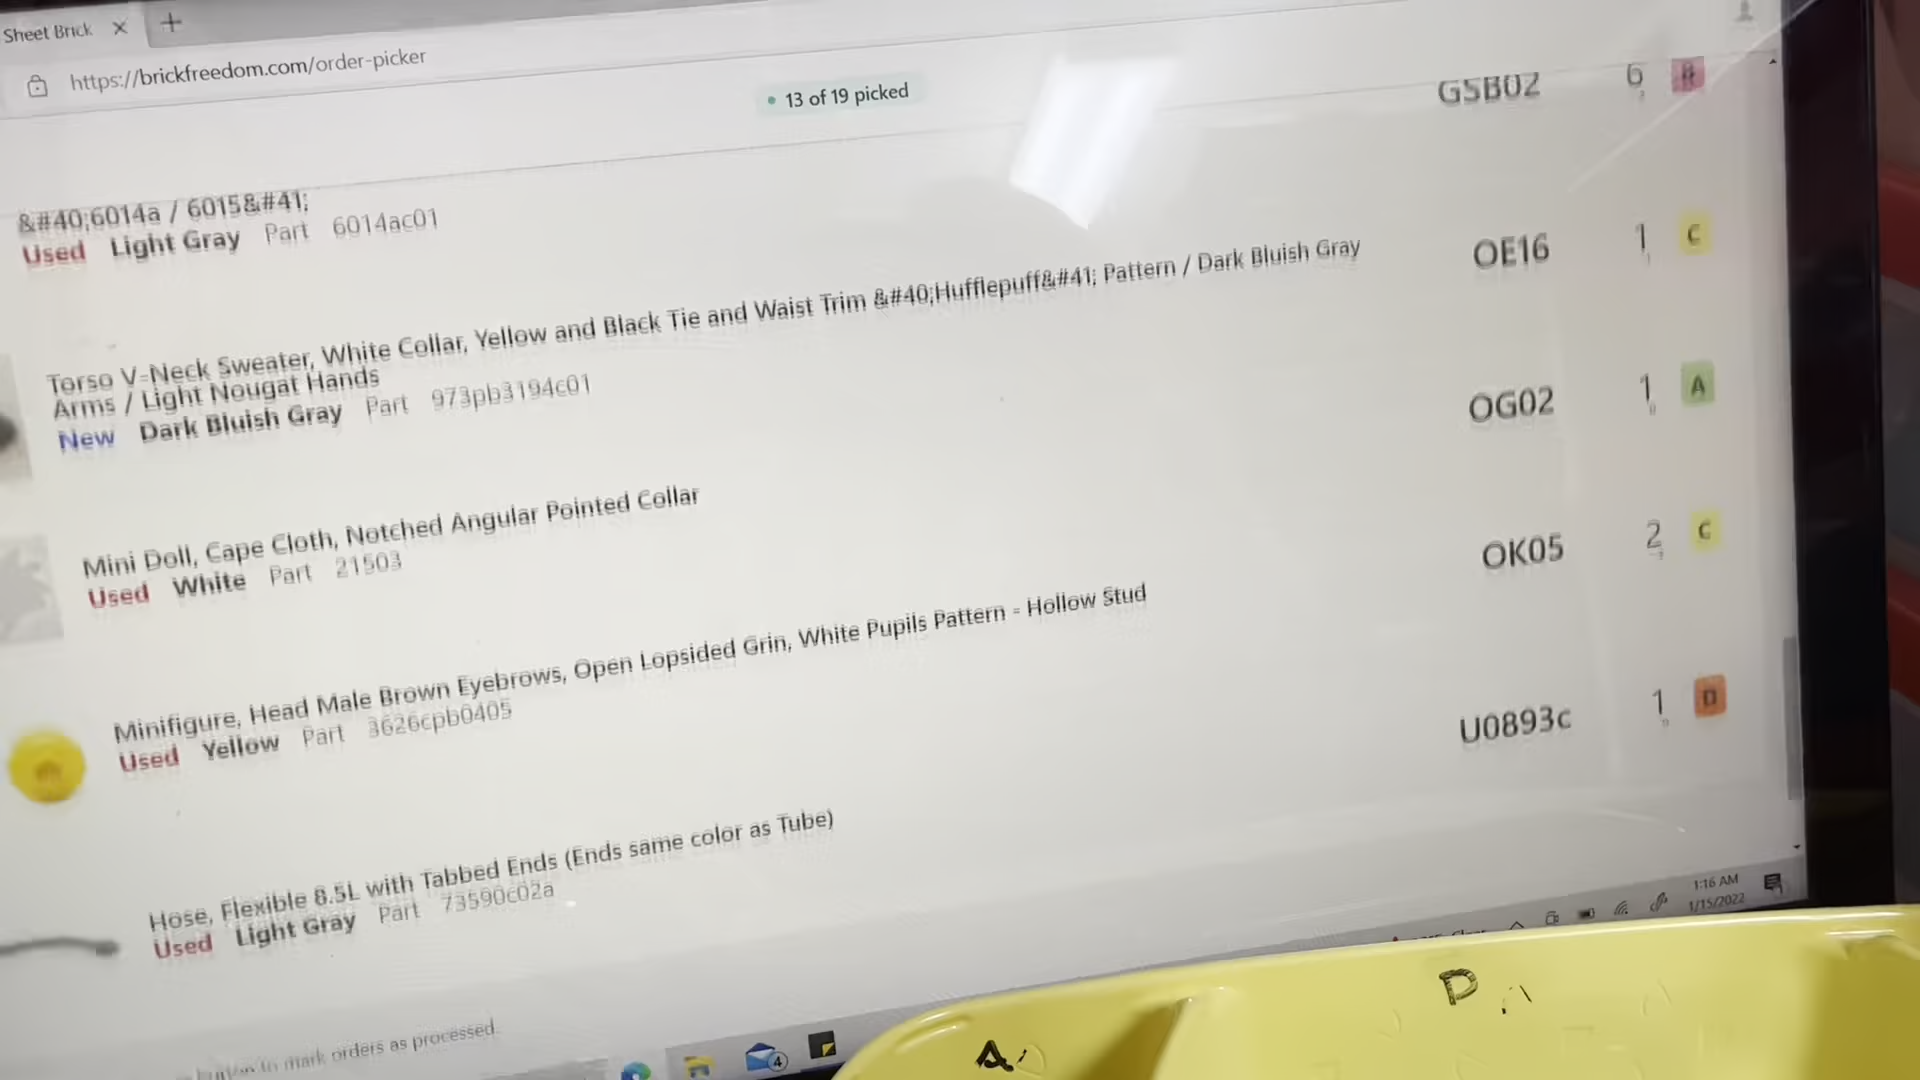 Sheet Brick
https://brickfreedom.com/order-picker
13 of 19 picked
GSB02 6
&#40;6014a / 6015&#41;
Used Light Gray Part 6014ac01
OE16 1 C
Torso V-Neck Sweater, White Collar, Yellow and Black Tie and Waist Trim &#40;Hufflepuff&#41; Pattern / Dark Bluish Gray
Arms / Light Nougat Hands
New Dark Bluish Gray Part 973pb3194c01
OG02 1 A
Mini Doll, Cape Cloth, Notched Angular Pointed Collar
Used White Part 21503
OK05 2 C
Minifigure, Head Male Brown Eyebrows, Open Lopsided Grin, White Pupils Pattern - Hollow Stud
Used Yellow Part 3626cpb0405
U0893c 1 D
Hose, Flexible 8.5L with Tabbed Ends (Ends same color as Tube)
Used Light Gray Part 73590c02a
to mark orders as processed.
1:16 AM
1/15/2022
4
A
D